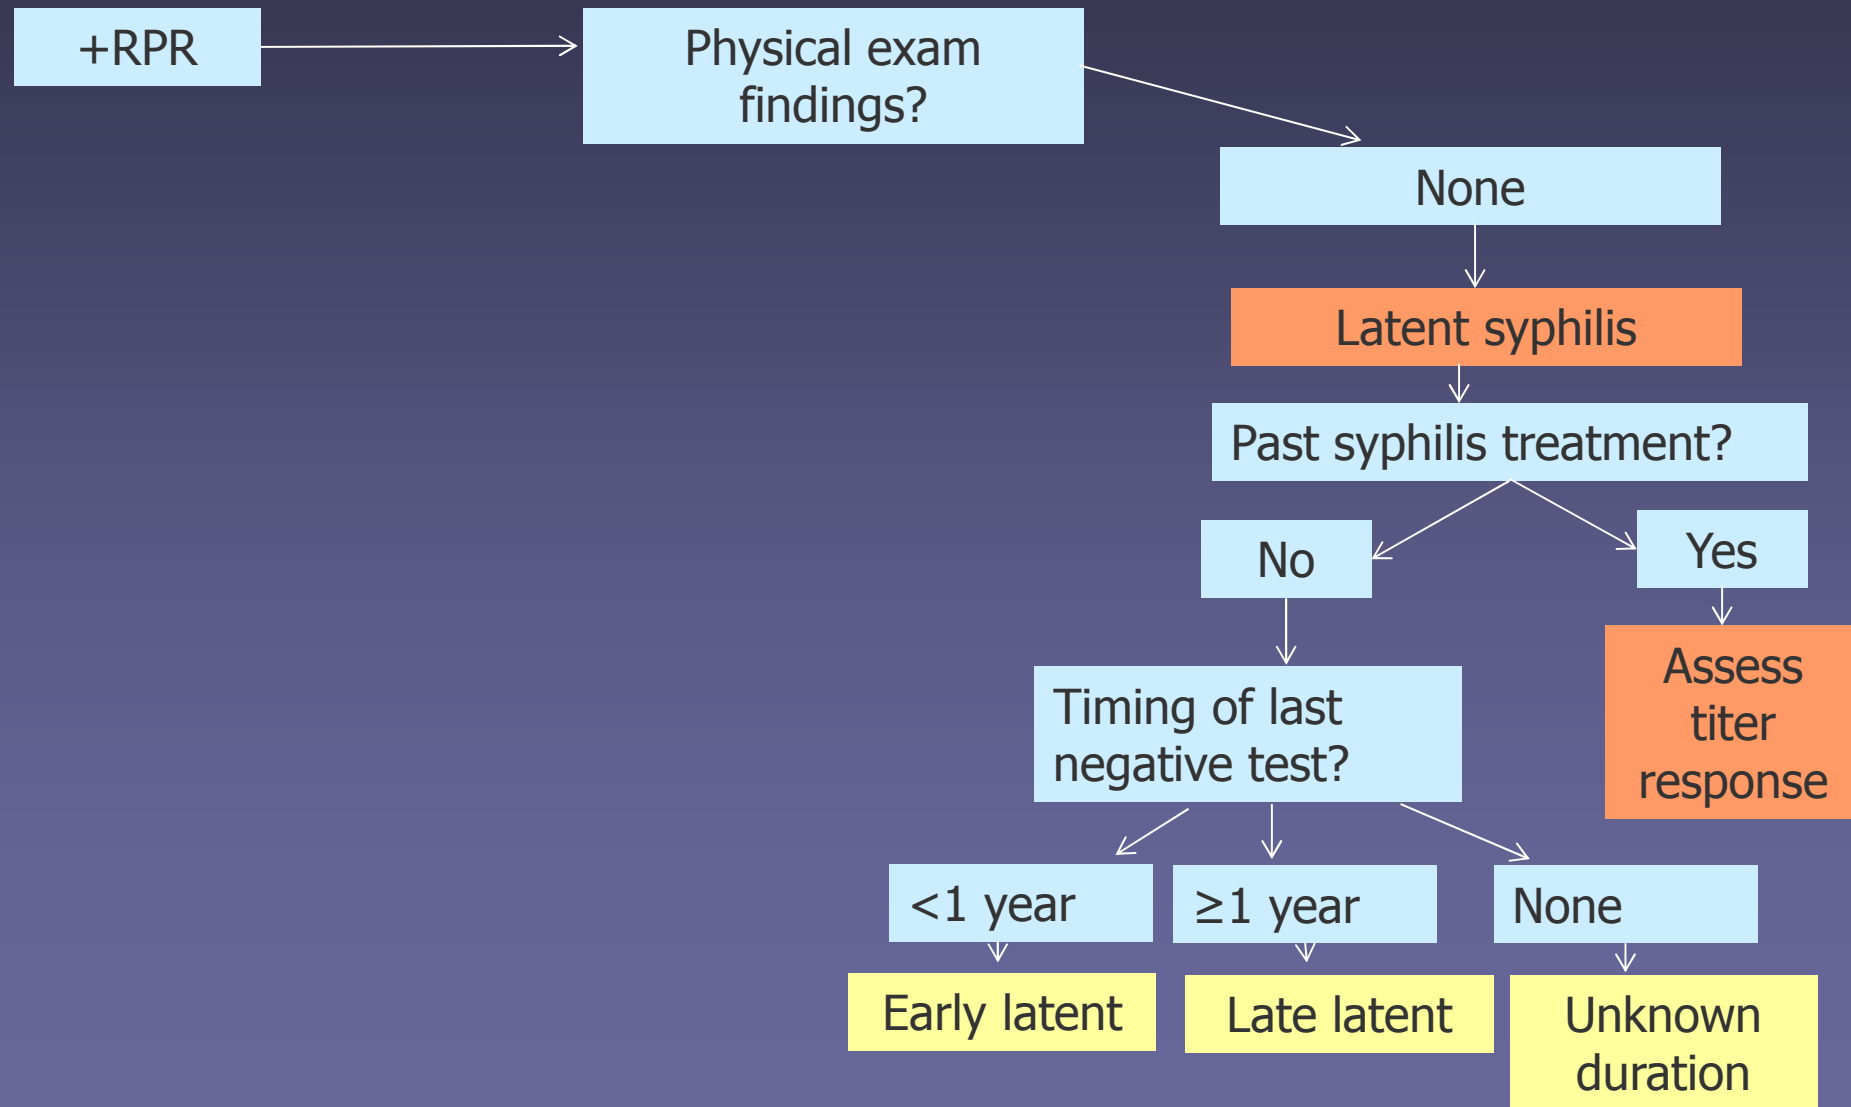 +RPR
Physical exam
findings?
None
Latent syphilis
Past syphilis treatment?
No
Yes
Assess
titer
response
Timing of last
negative test?
<1 year
≥1 year
None
Early latent
Late latent
Unknown
duration